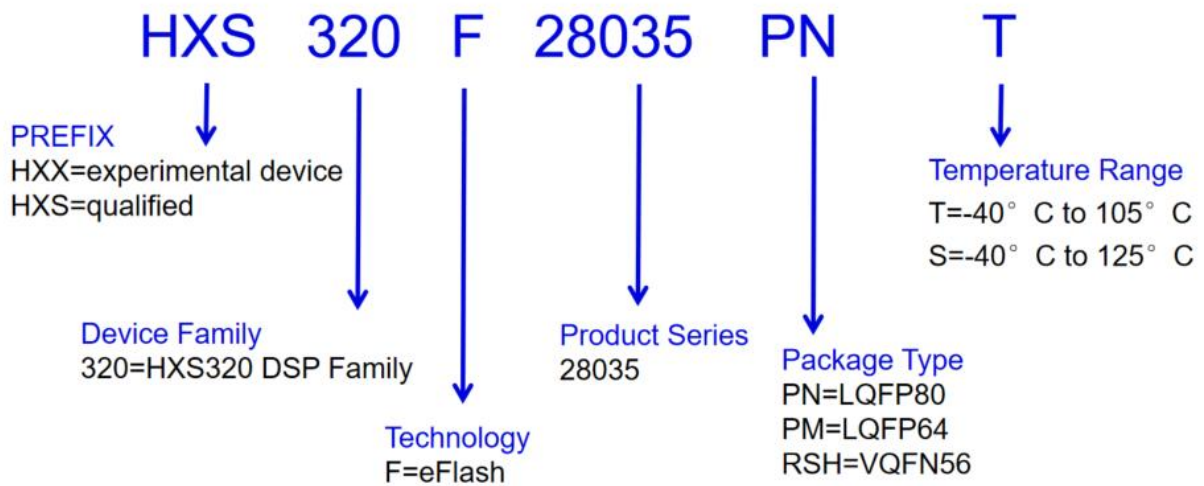 HXS 320 F 28035 PN T
PREFIX
HXX=experimental device
HXS=qualified
Temperature Range
T=-40° C to 105° C
S=-40° C to 125° C
Device Family
320=HXS320 DSP Family
Product Series
28035
Package Type
PN=LQFP80
PM=LQFP64
RSH=VQFN56
Technology
F=eFlash